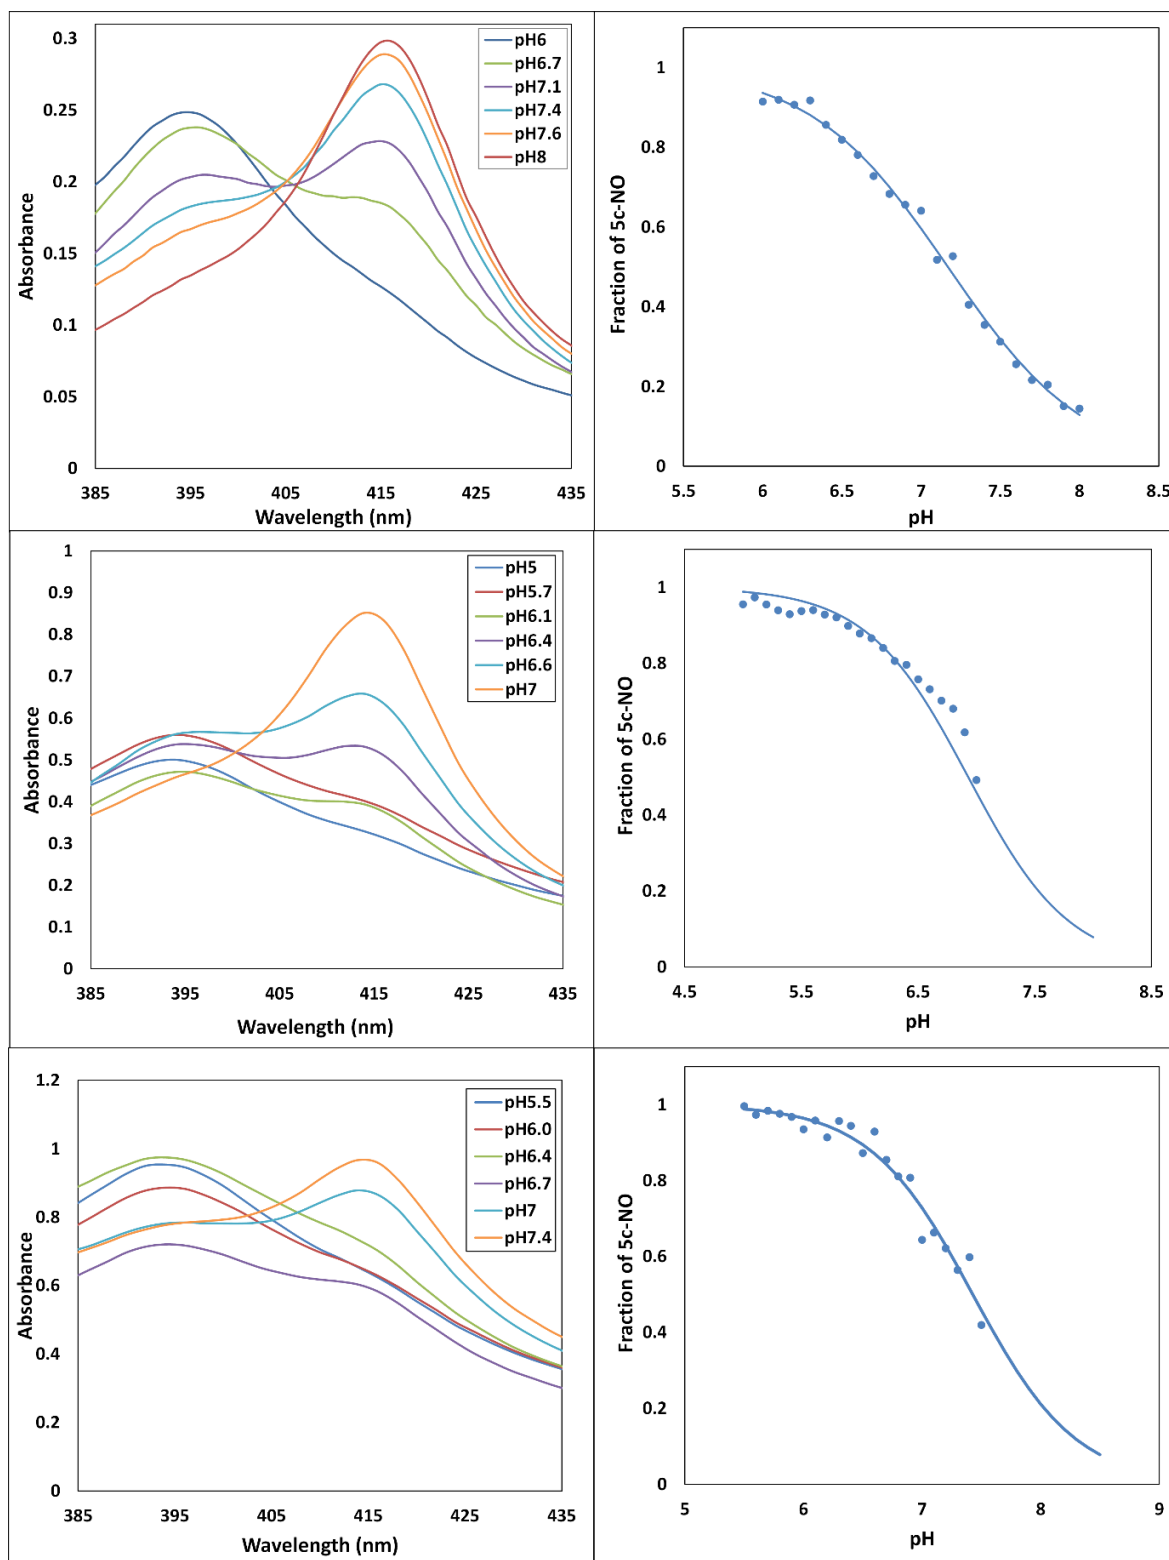 0.3
0.25
0.2
0.15
0.1
0.05
0
Absorbance
pH6
pH6.7
pH7.1
pH7.4
pH7.6
pH8
385 395 405 415 425 435
Wavelength (nm)
1
0.8
0.6
0.4
0.2
0
Fraction of 5c-NO
5.5 6 6.5 7 7.5 8 8.5
pH
1
0.9
0.8
0.7
0.6
0.5
0.4
0.3
0.2
0.1
0
Absorbance
pH5
pH5.7
pH6.1
pH6.4
pH6.6
pH7
385 395 405 415 425 435
Wavelength (nm)
1
0.8
0.6
0.4
0.2
0
Fraction of 5c-NO
4.5 5.5 6.5 7.5 8.5
pH
1.2
1
0.8
0.6
0.4
0.2
0
Absorbance
pH5.5
pH6.0
pH6.4
pH6.7
pH7
pH7.4
385 395 405 415 425 435
Wavelength (nm)
1
0.8
0.6
0.4
0.2
0
Fraction of 5c-NO
5 6 7 8 9
pH